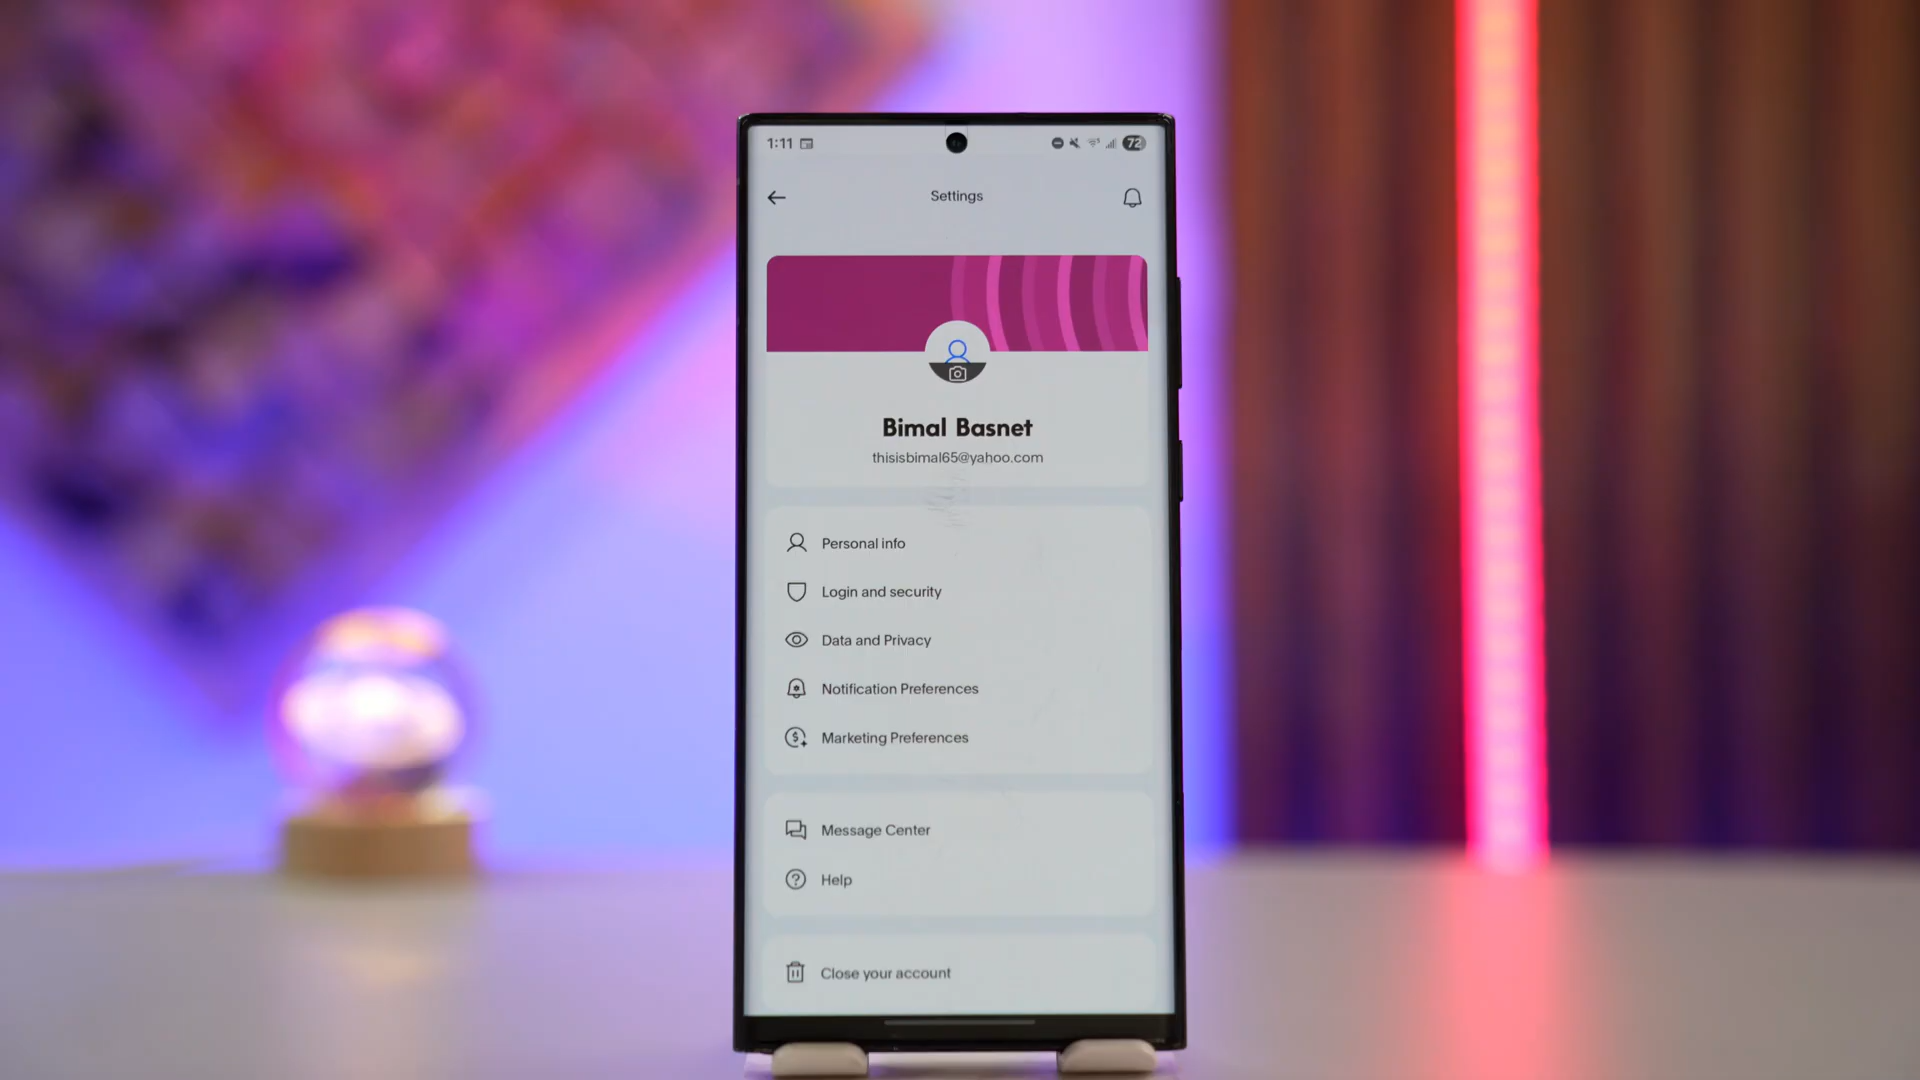 1:11
72
Settings
Bimal Basnet
thisisbimal65@yahoo.com
Personal info
Login and security
Data and Privacy
Notification Preferences
Marketing Preferences
Message Center
Help
Close your account